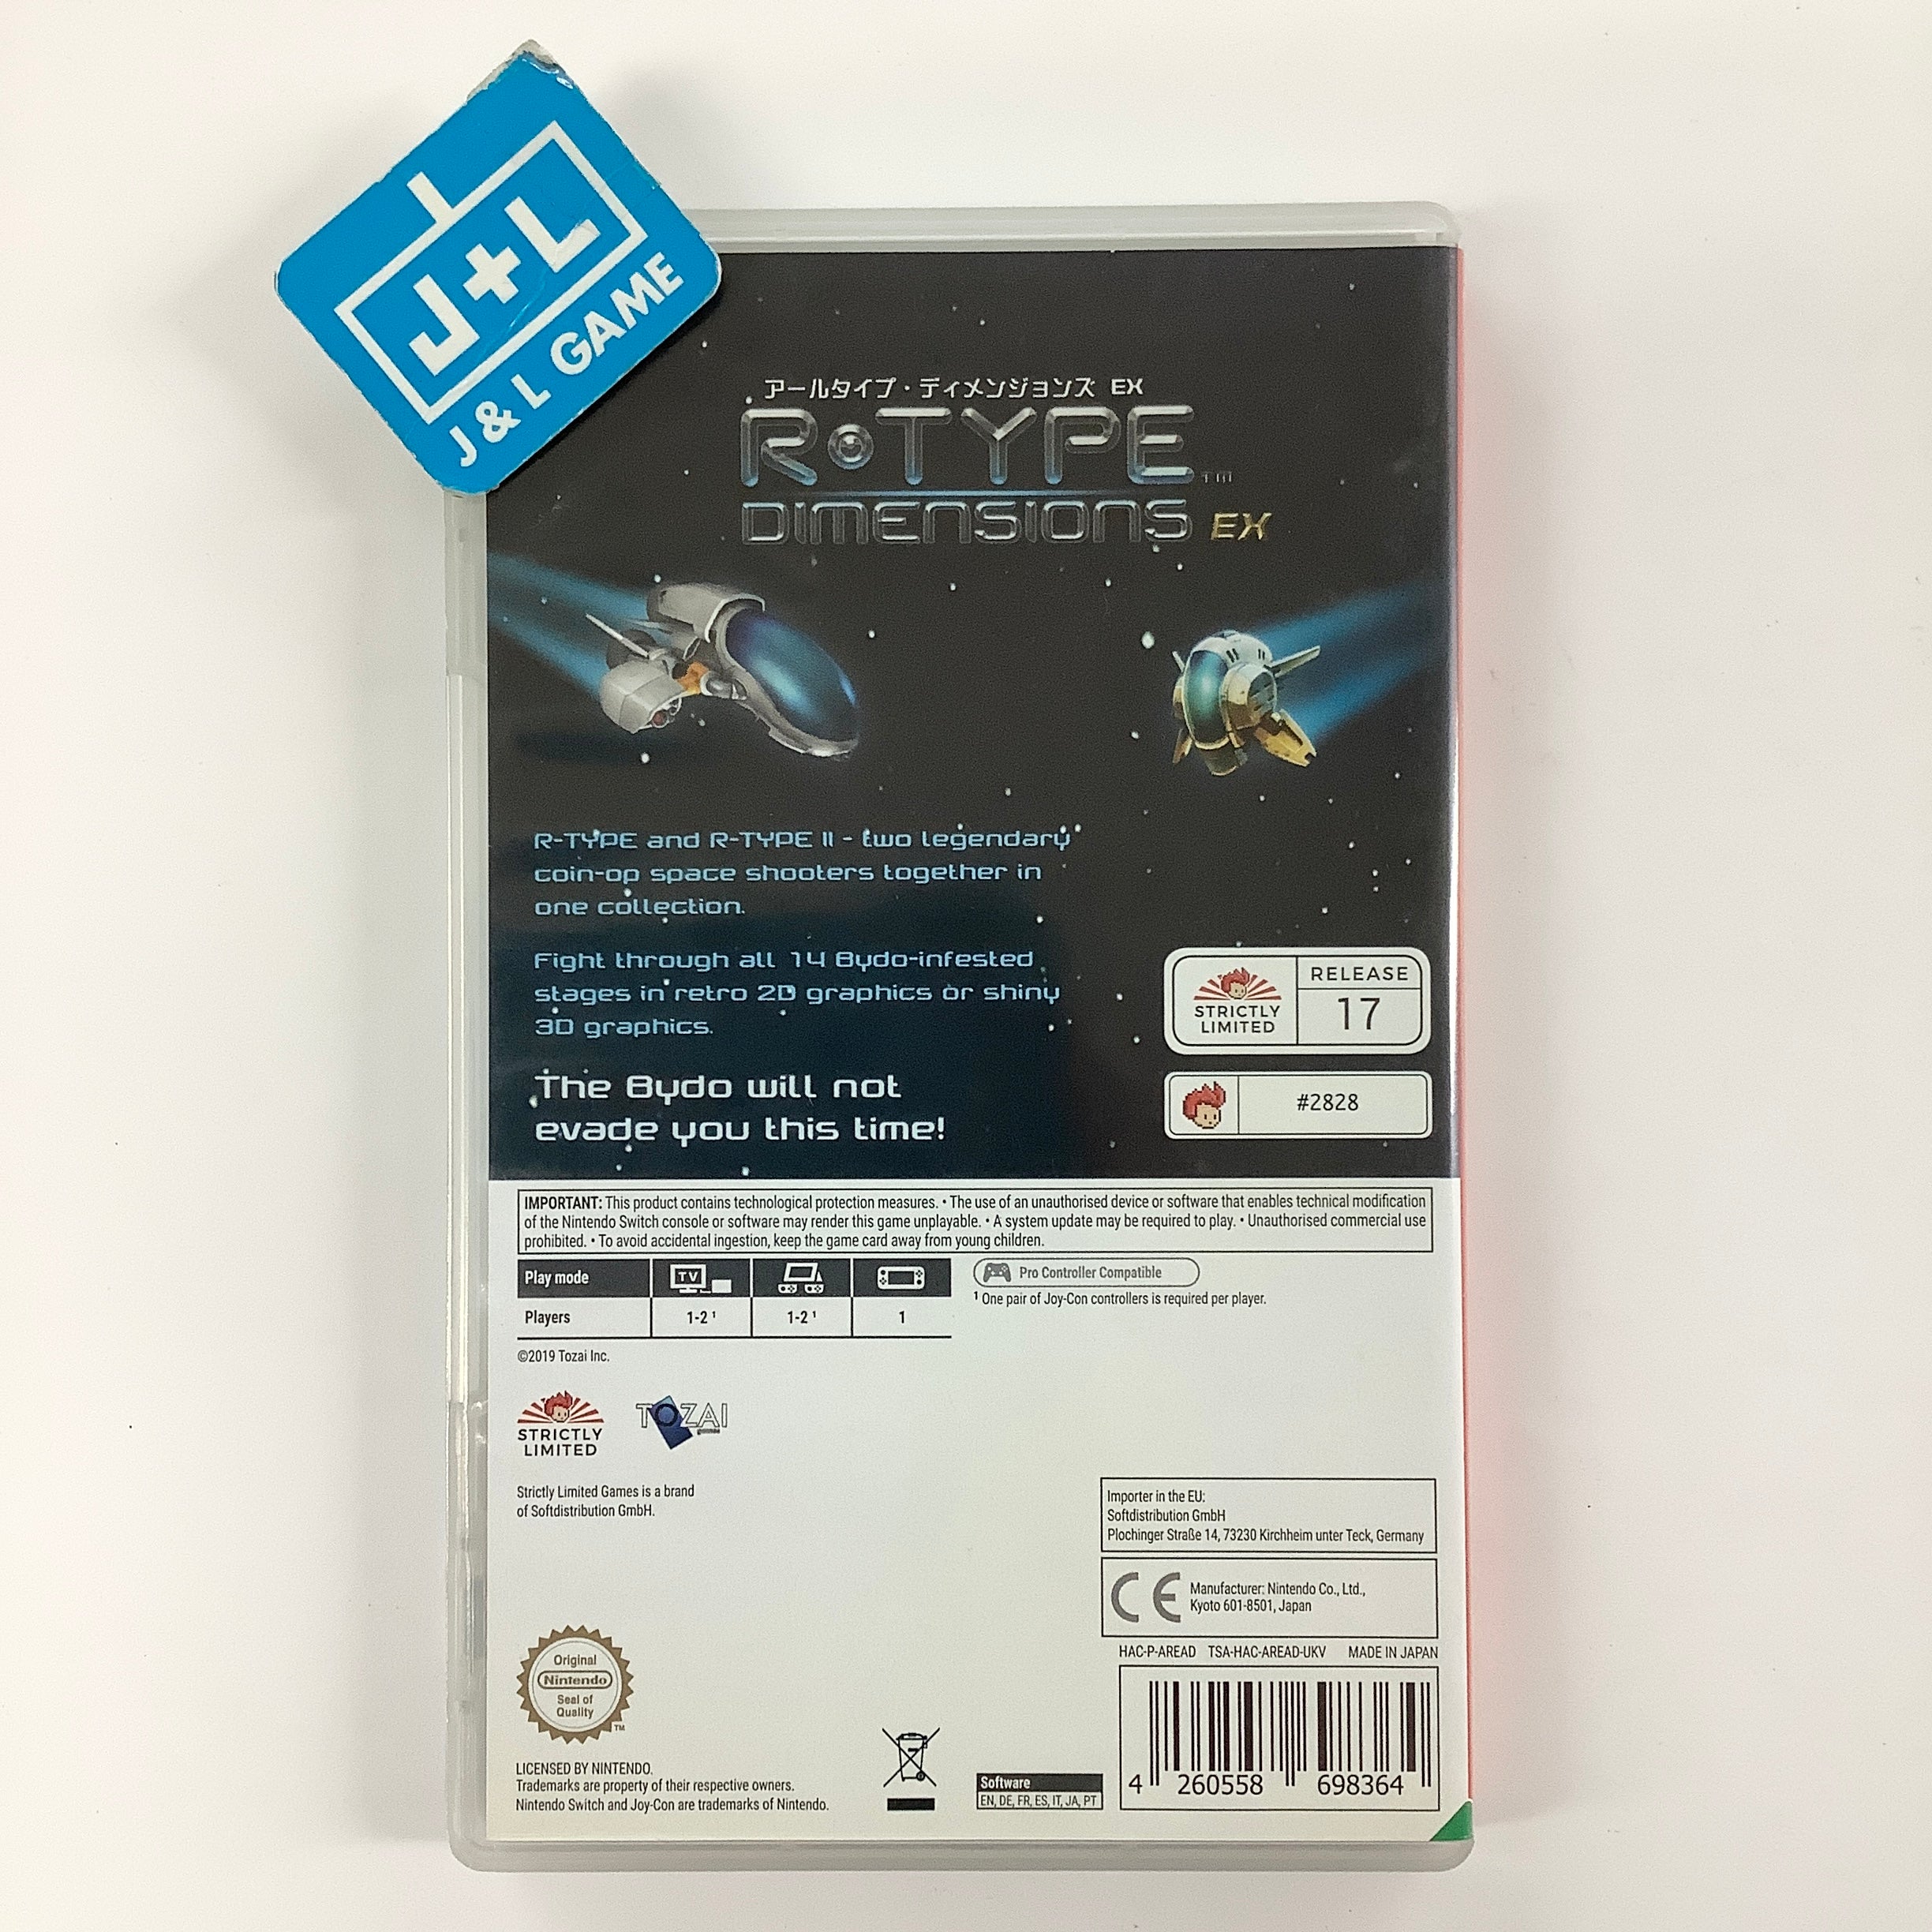 J+L
J & L GAME
アールタイプ・ディメンジョンズ EX
R•TYPE TM
DIMENSIONS EX
R-TYPE and R-TYPE II - two legendary
coin-op space shooters together in
one collection.
Fight through all 14 Bydo-infested
stages in retro 2D graphics or shiny
3D graphics.
The Bydo will not
evade you this time!
STRICTLY
LIMITED
RELEASE
17
#2828
IMPORTANT: This product contains technological protection measures. • The use of an unauthorised device or software that enables technical modification
of the Nintendo Switch console or software may render this game unplayable. • A system update may be required to play. • Unauthorised commercial use
prohibited. • To avoid accidental ingestion, keep the game card away from young children.
Play mode TV
Players 1-2 ¹ 1-2 ¹ 1
Pro Controller Compatible
¹ One pair of Joy-Con controllers is required per player.
©2019 Tozai Inc.
STRICTLY
LIMITED
TOZAI
games
Strictly Limited Games is a brand
of Softdistribution GmbH.
Importer in the EU:
Softdistribution GmbH
Plochinger Straße 14, 73230 Kirchheim unter Teck, Germany
CE
Manufacturer: Nintendo Co., Ltd.,
Kyoto 601-8501, Japan
HAC-P-AREAD TSA-HAC-AREAD-UKV MADE IN JAPAN
Original
Nintendo
Seal of
Quality
TM
LICENSED BY NINTENDO.
Trademarks are property of their respective owners.
Nintendo Switch and Joy-Con are trademarks of Nintendo.
Software
EN, DE, FR, ES, IT, JA, PT
4 260558 698364